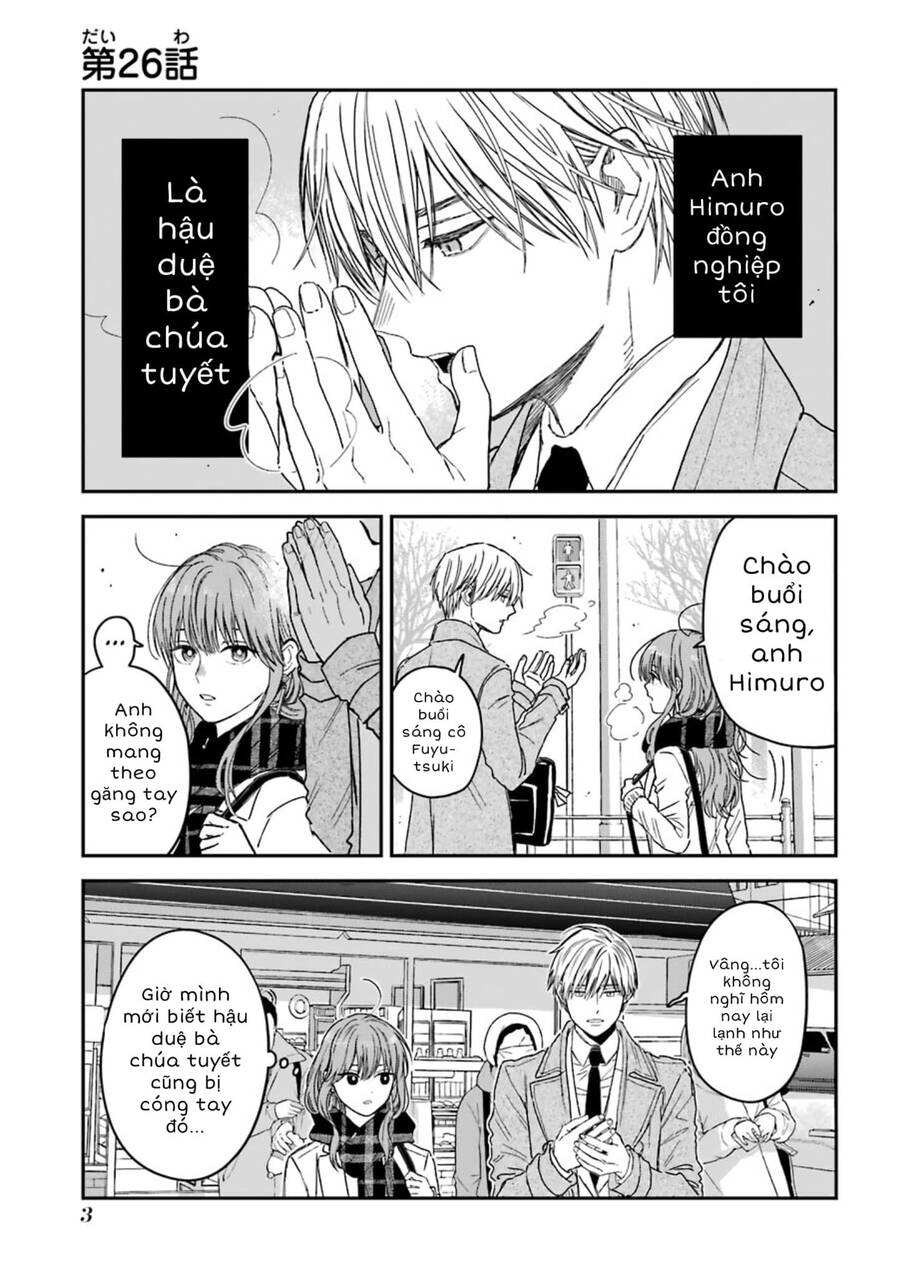 だい わ
第26話
Anh
Himuro
đồng
nghiệp
tôi
Là
hậu
duệ
bà
chúa
tuyết
Chào
buổi
sáng,
anh
Himuro
Chào
buổi
sáng cô
Fuyu-
tsuki
...
Anh
không
mang
theo
găng tay
sao?
Vâng...tôi
không
nghĩ hôm
nay lại
lạnh như
thế này
Giờ mình
mới biết hậu
duệ bà
chúa tuyết
cũng bị
cóng tay
đó...
3